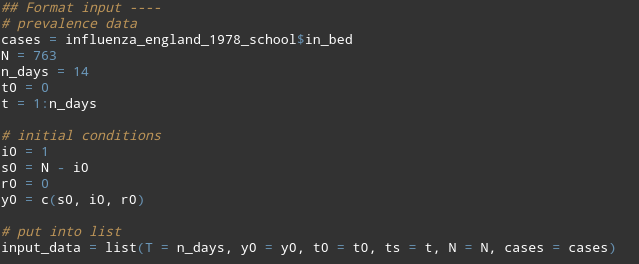 ## Format input ----
# prevalence data
cases = influenza_england_1978_school$in_bed
N = 763
n_days = 14
t0 = 0
t = 1:n_days
# initial conditions
i0 = 1
s0 = N - i0
r0 = 0
y0 = c(s0, i0, r0)
# put into list
input_data = list(T = n_days, y0 = y0, t0 = t0, ts = t, N = N, cases = cases)